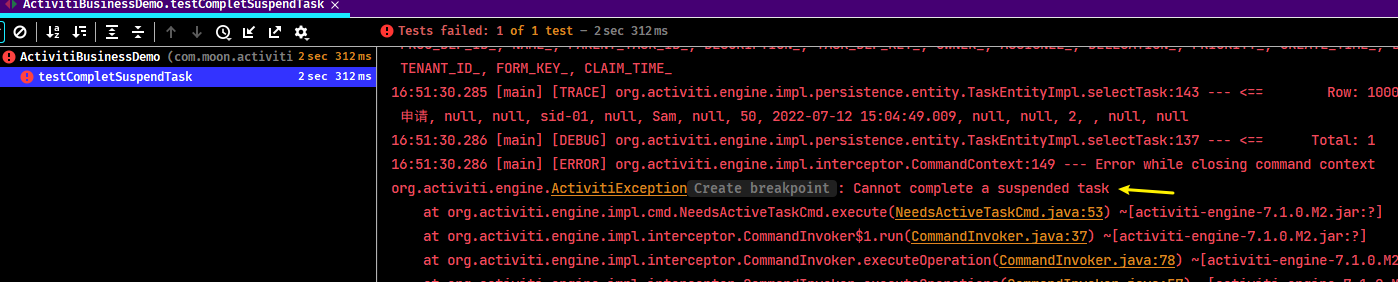 ActivitiBusinessDemo.testCompletSuspendTask ×
Tests failed: 1 of 1 test – 2 sec 312 ms
ActivitiBusinessDemo (com.moon.activiti 2 sec 312 ms
testCompletSuspendTask 2 sec 312 ms
TENANT_ID_, FORM_KEY_, CLAIM_TIME_
16:51:30.285 [main] [TRACE] org.activiti.engine.impl.persistence.entity.TaskEntityImpl.selectTask:143 --- <== Row: 1000
申请, null, null, sid-01, null, Sam, null, 50, 2022-07-12 15:04:49.009, null, null, 2, , null, null
16:51:30.286 [main] [DEBUG] org.activiti.engine.impl.persistence.entity.TaskEntityImpl.selectTask:137 --- <== Total: 1
16:51:30.286 [main] [ERROR] org.activiti.engine.impl.interceptor.CommandContext:149 --- Error while closing command context
org.activiti.engine.ActivitiException Create breakpoint : Cannot complete a suspended task
at org.activiti.engine.impl.cmd.NeedsActiveTaskCmd.execute(NeedsActiveTaskCmd.java:53) ~[activiti-engine-7.1.0.M2.jar:?]
at org.activiti.engine.impl.interceptor.CommandInvoker$1.run(CommandInvoker.java:37) ~[activiti-engine-7.1.0.M2.jar:?]
at org.activiti.engine.impl.interceptor.CommandInvoker.executeOperation(CommandInvoker.java:78) ~[activiti-engine-7.1.0.M2